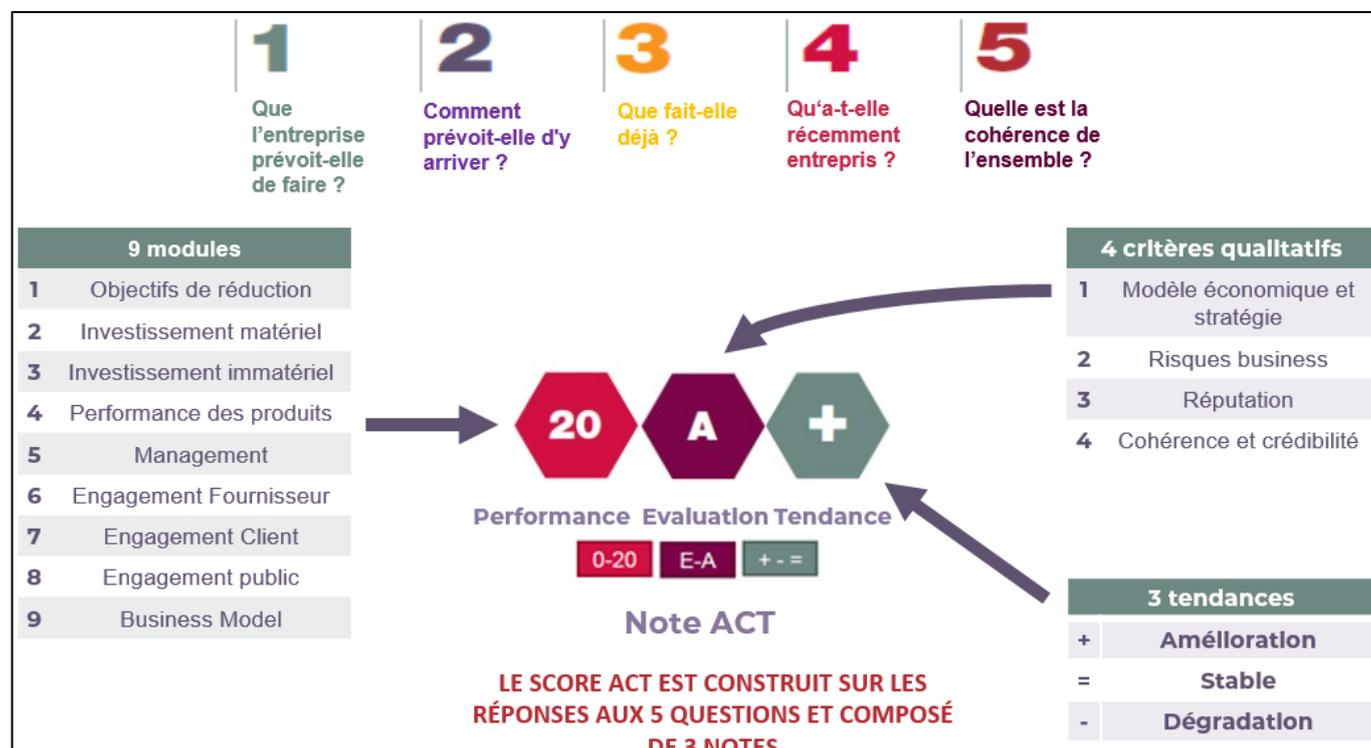 1
Que
l'entreprise
prévoit-elle
de faire ?
2
Comment
prévoit-elle d'y
arriver ?
3
Que fait-elle
déjà ?
4
Qu'a-t-elle
récemment
entrepris ?
5
Quelle est la
cohérence de
l'ensemble ?
9 modules
1 Objectifs de réduction
2 Investissement matériel
3 Investissement immatériel
4 Performance des produits
5 Management
6 Engagement Fournisseur
7 Engagement Client
8 Engagement public
9 Business Model
20 A +
Performance Evaluation Tendance
0-20 E-A + - =
Note ACT
LE SCORE ACT EST CONSTRUIT SUR LES
RÉPONSES AUX 5 QUESTIONS ET COMPOSÉ
DE 3 NOTES
4 critères qualitatifs
1 Modèle économique et
stratégie
2 Risques business
3 Réputation
4 Cohérence et crédibilité
3 tendances
+ Amélioration
= Stable
- Dégradation